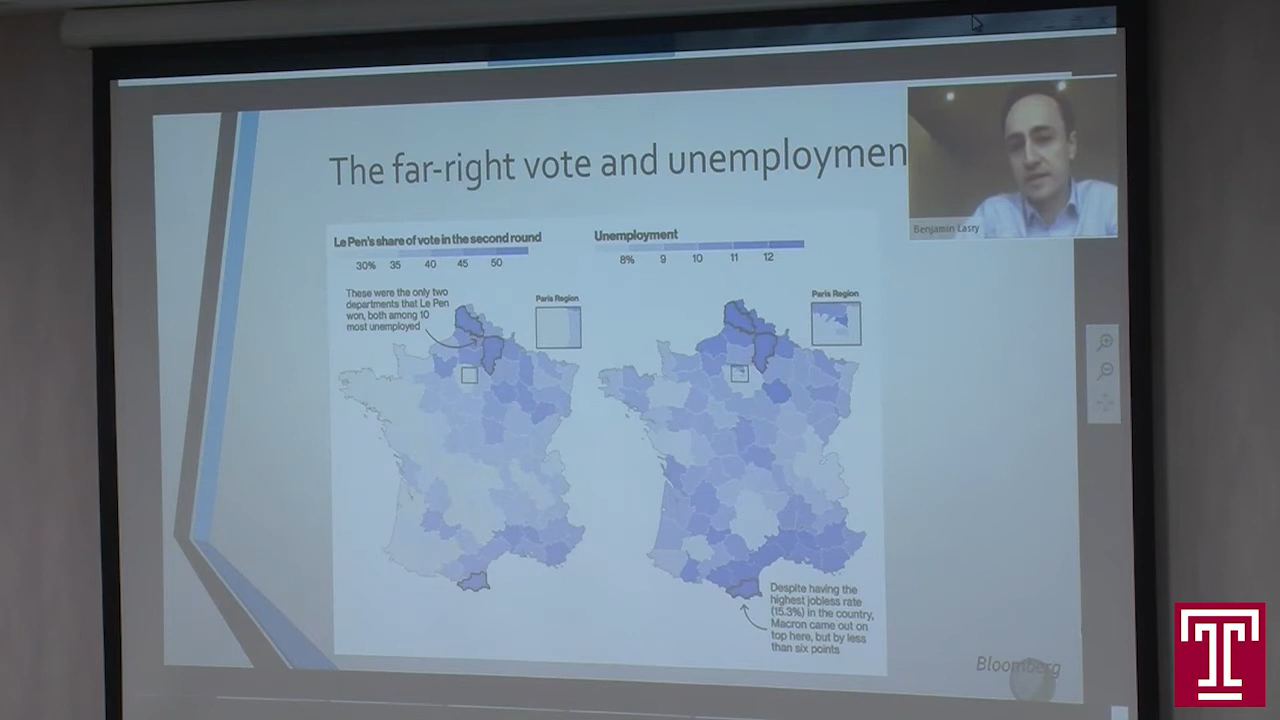 The far-right vote and unemploymen
Benjamin Lasry
Le Pen's share of vote in the second round
30% 35 40 45 50
These were the only two
departments that Le Pen
won, both among 10
most unemployed
Paris Region
Unemployment
8% 9 10 11 12
Paris Region
Despite having the
highest jobless rate
(15.3%) in the country,
Macron came out on
top here, but by less
than six points
Bloomberg
T